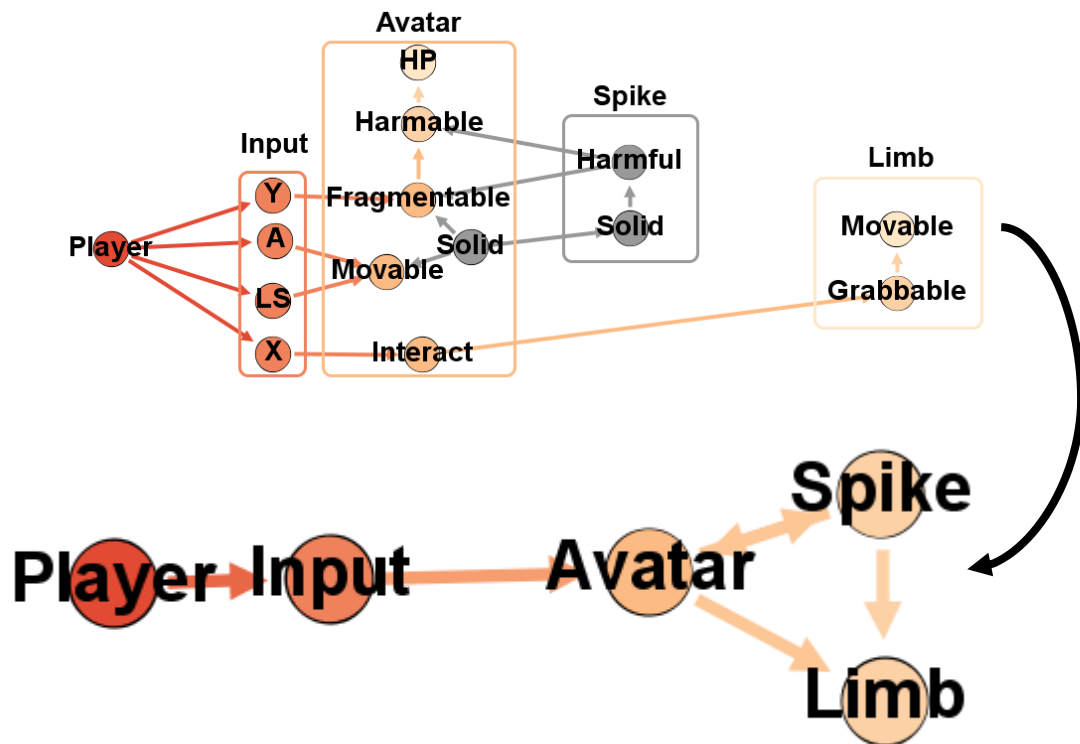 Avatar
HP
Harmable
Fragmentable
Solid
Movable
Interact
Input
Y
A
LS
X
Player
Spike
Harmful
Solid
Limb
Movable
Grabbable
Player
Input
Avatar
Spike
Limb